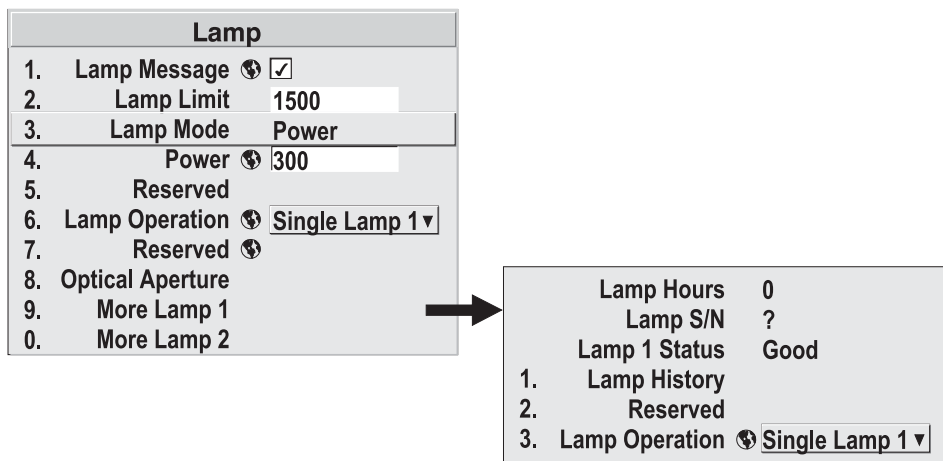 Lamp
1. Lamp Message
2. Lamp Limit 1500
3. Lamp Mode Power
4. Power 300
5. Reserved
6. Lamp Operation Single Lamp 1
7. Reserved
8. Optical Aperture
9. More Lamp 1
0. More Lamp 2
Lamp Hours 0
Lamp S/N ?
Lamp 1 Status Good
1. Lamp History
2. Reserved
3. Lamp Operation Single Lamp 1